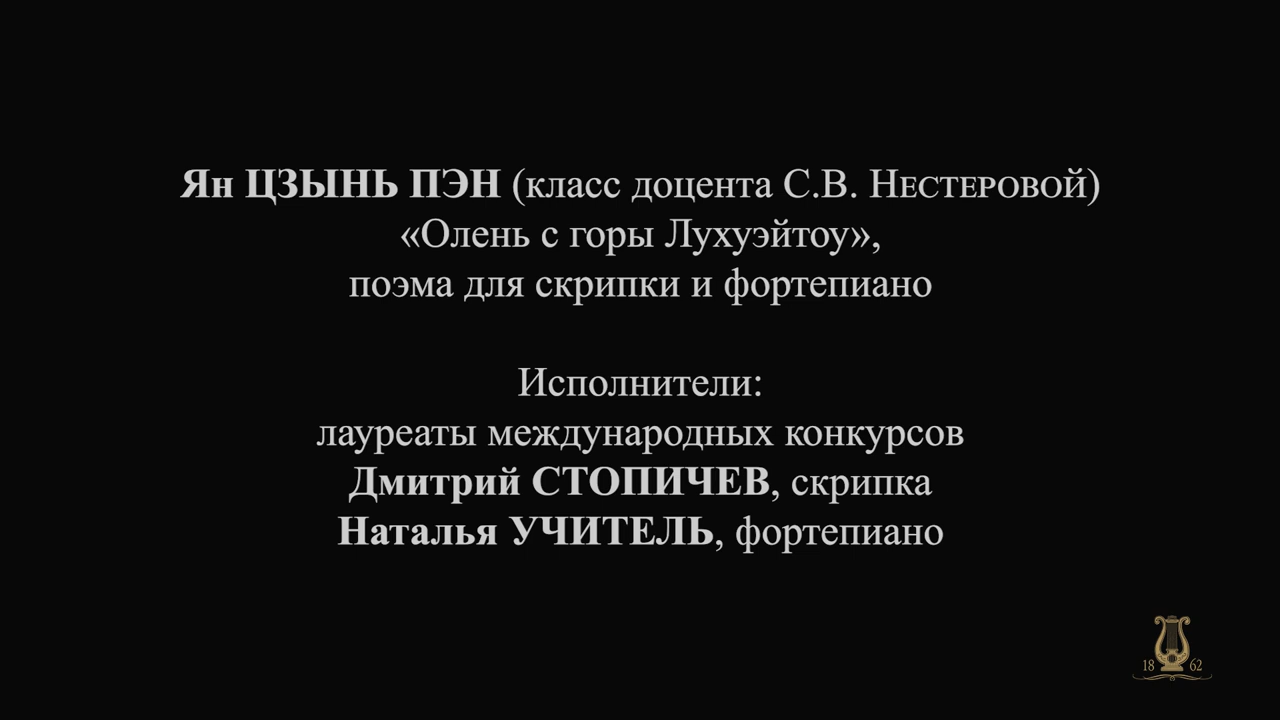 Ян ЦЗЫНЬ ПЭН (класс доцента С.В. НЕСТЕРОВОЙ)
«Олень с горы Лухуэйтоу»,
поэма для скрипки и фортепиано
Исполнители:
лауреаты международных конкурсов
Дмитрий СТОПИЧЕВ, скрипка
Наталья УЧИТЕЛЬ, фортепиано
18 62